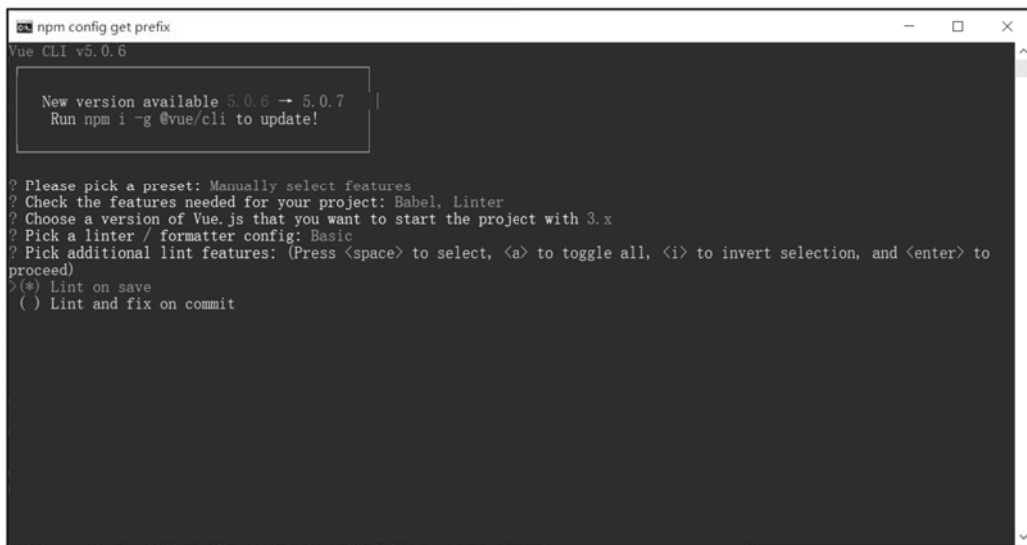 npm config get prefix
Vue CLI v5.0.6
New version available 5.0.6 → 5.0.7
Run npm i -g @vue/cli to update!
? Please pick a preset: Manually select features
? Check the features needed for your project: Babel, Linter
? Choose a version of Vue.js that you want to start the project with 3.x
? Pick a linter / formatter config: Basic
? Pick additional lint features: (Press <space> to select, <a> to toggle all, <i> to invert selection, and <enter> to
proceed)
>(*) Lint on save
( ) Lint and fix on commit